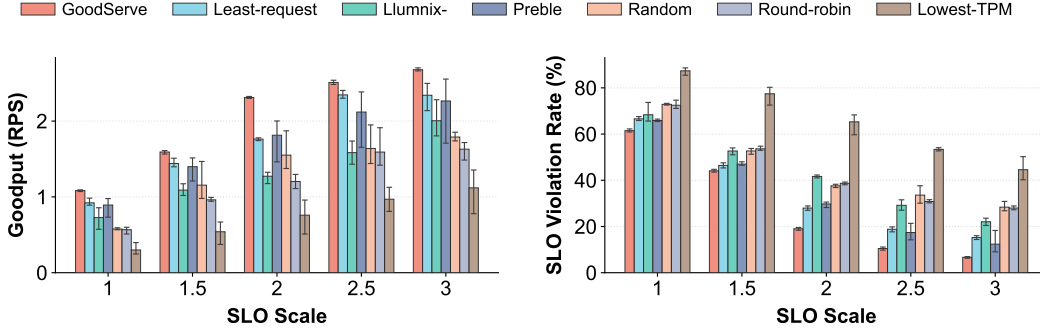 GoodServe Least-request Llumnix- Preble Random Round-robin Lowest-TPM
Goodput (RPS)
2
1
0
1 1.5 2 2.5 3
SLO Scale
SLO Violation Rate (%)
80
60
40
20
0
1 1.5 2 2.5 3
SLO Scale